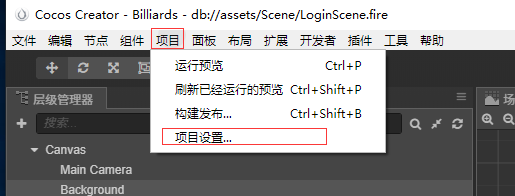 Cocos Creator - Billiards - db://assets/Scene/LoginScene.fire
文件 编辑 节点 组件 项目 面板 布局 扩展 开发者 插件 工具 帮助
运行预览 Ctrl+P
刷新已经运行的预览 Ctrl+Shift+P
构建发布... Ctrl+Shift+B
项目设置...
层级管理器
搜索...
Canvas
Main Camera
Background
场